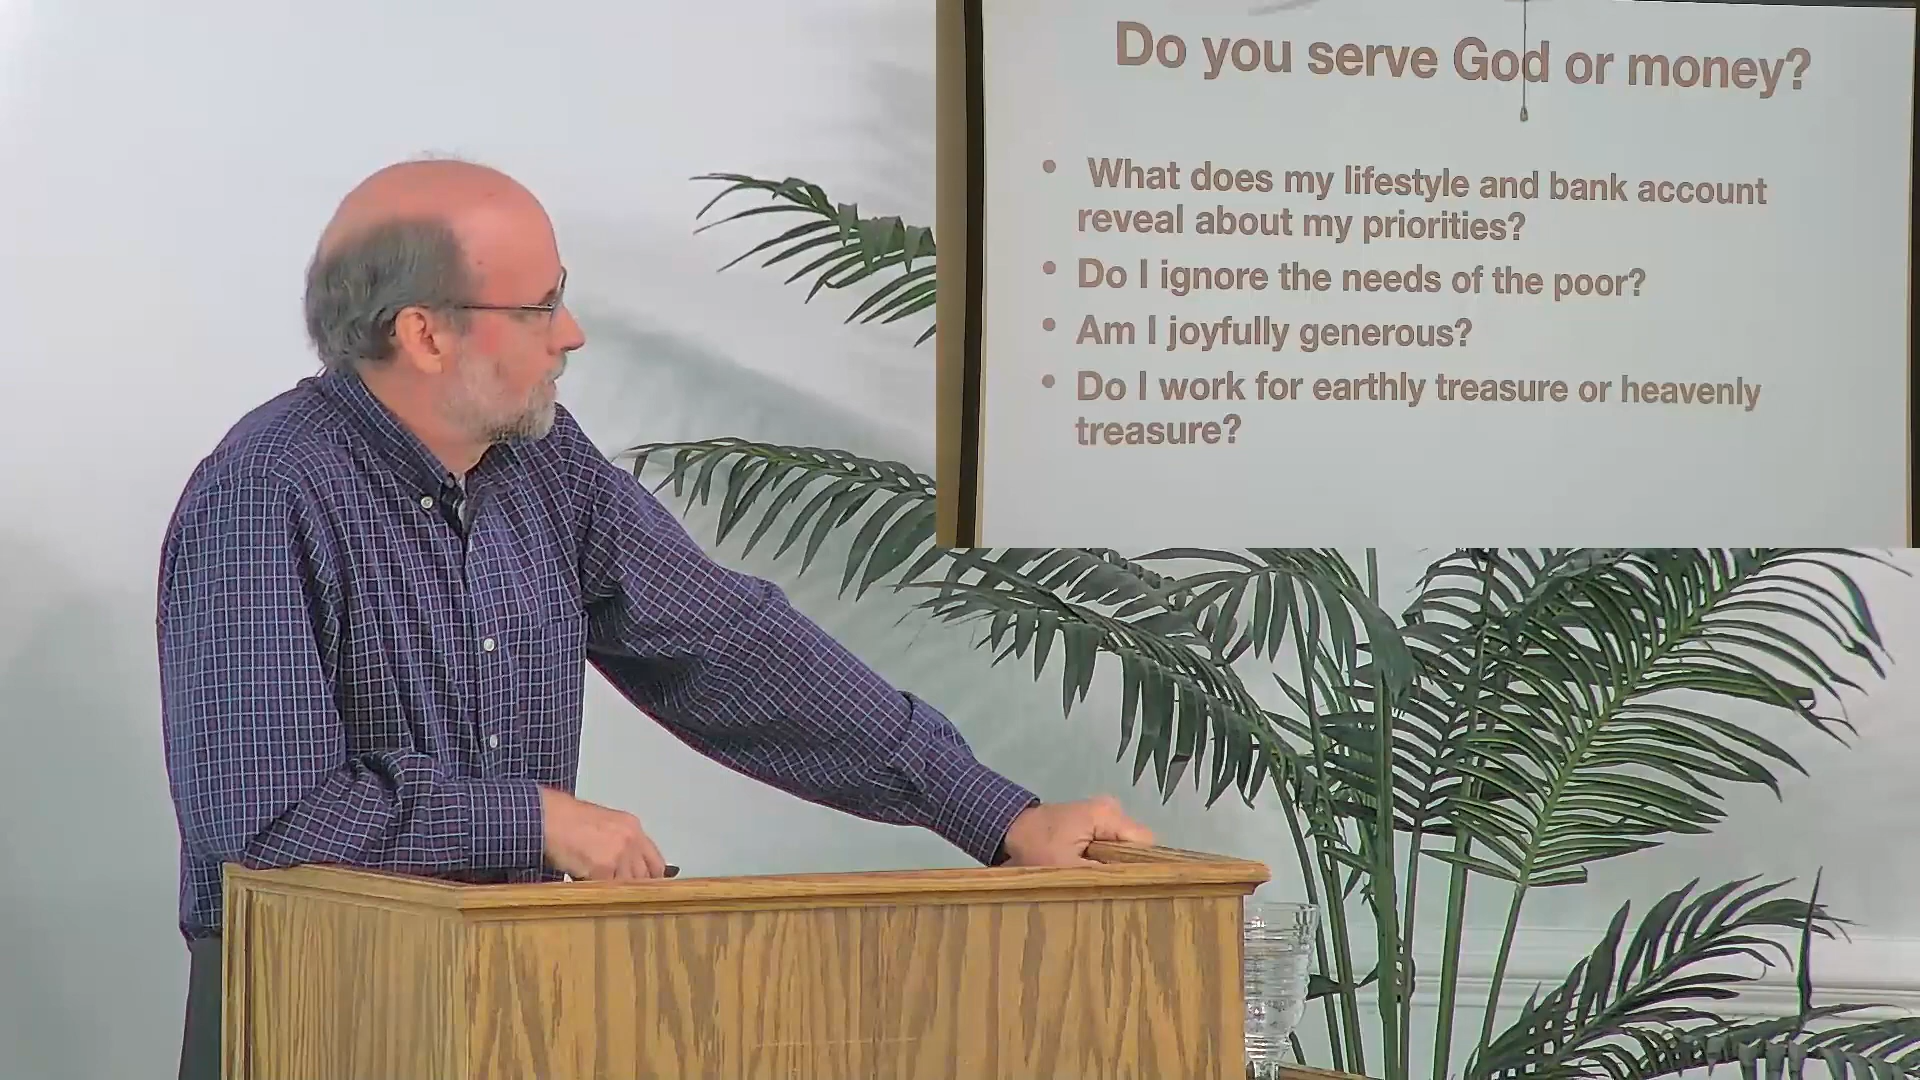 Do you serve God or money?
• What does my lifestyle and bank account
reveal about my priorities?
• Do I ignore the needs of the poor?
• Am I joyfully generous?
• Do I work for earthly treasure or heavenly
treasure?